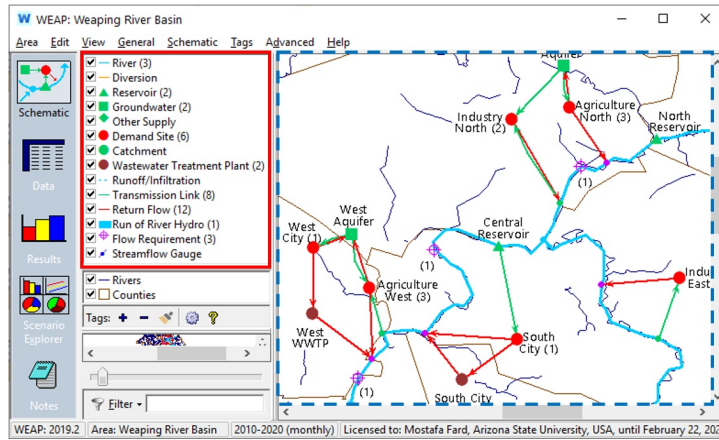 WEAP: Weaping River Basin
Area Edit View General Schematic Tags Advanced Help
Schematic
Data
Results
Scenario
Explorer
Notes
River (3)
Diversion
Reservoir (2)
Groundwater (2)
Other Supply
Demand Site (6)
Catchment
Wastewater Treatment Plant (2)
Runoff/Infiltration
Transmission Link (8)
Return Flow (12)
Run of River Hydro (1)
Flow Requirement (3)
Streamflow Gauge
Rivers
Counties
Tags:
Filter
Industry
North (2)
Agriculture
North (3)
North
Reservoir
(1)
West
Aquifer
West
City (1)
Central
Reservoir
(1)
Agriculture
West (3)
Indu
East
West
WWTP
South
City (1)
(1)
South City
WEAP: 2019.2 Area: Weaping River Basin 2010-2020 (monthly) Licensed to: Mostafa Fard, Arizona State University, USA, until February 22, 202